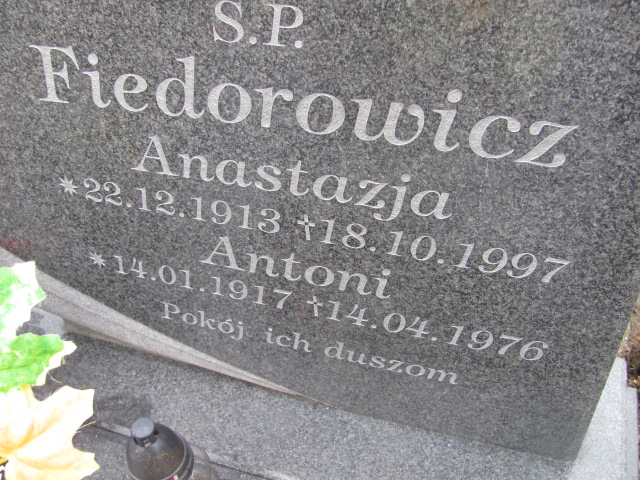 S.P.
Fiedorowicz
Anastazja
*22.12.1913 †18.10.1997
Antoni
*14.01.1917 †14.04.1976
Pokój ich duszom